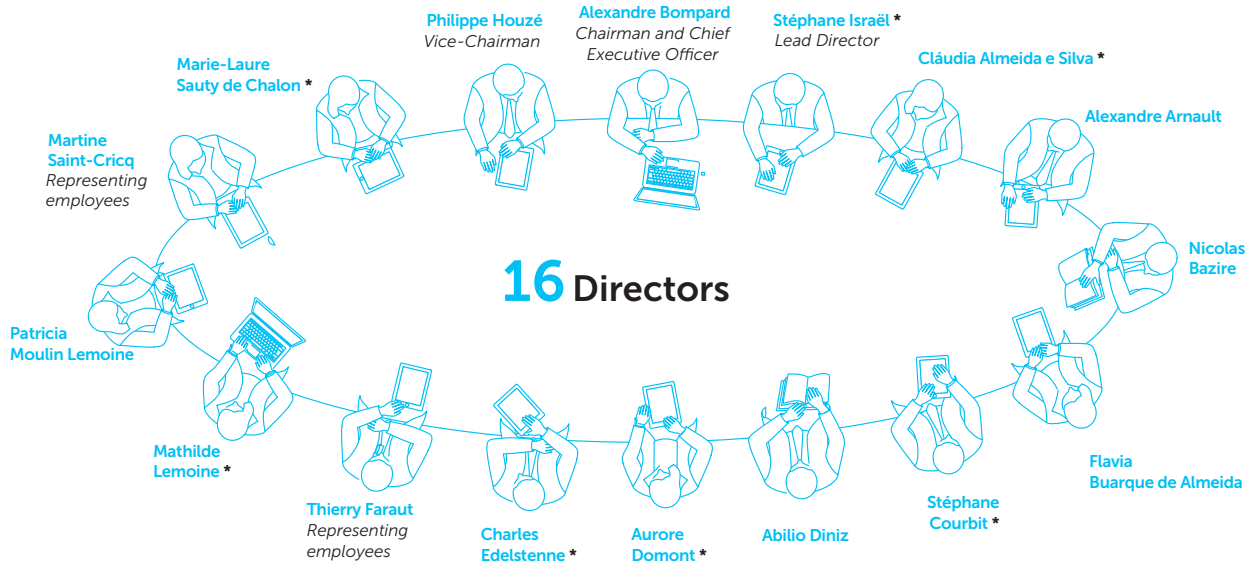 Philippe Houzé
Vice-Chairman
Alexandre Bompard
Chairman and Chief
Executive Officer
Stéphane Israël *
Lead Director
Cláudia Almeida e Silva *
Alexandre Arnault
Nicolas
Bazire
Flavia
Buarque de Almeida
Stéphane
Courbit *
Abilio Diniz
Aurore
Domont *
Charles
Edelstenne *
Thierry Faraut
Representing
employees
Mathilde
Lemoine *
Patricia
Moulin Lemoine
Martine
Saint-Cricq
Representing
employees
Marie-Laure
Sauty de Chalon *
16 Directors